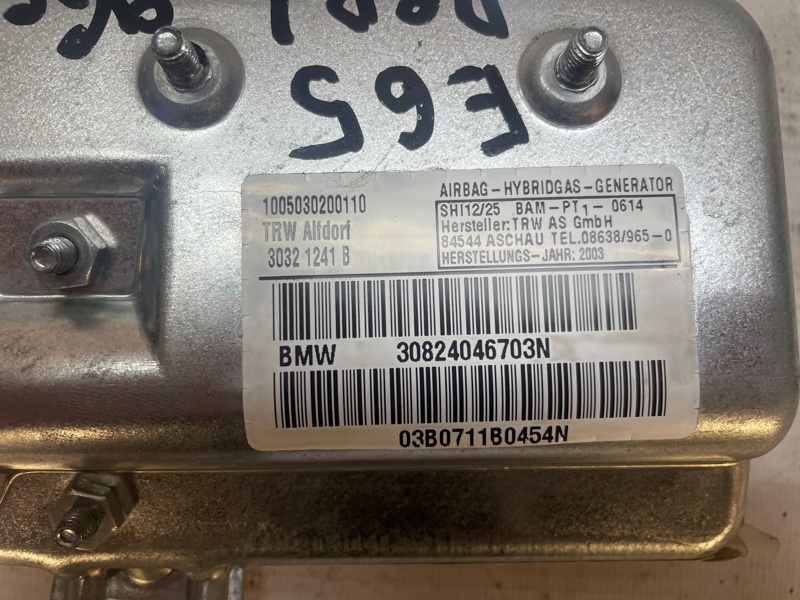 E65
1005030200110
TRW Alfdorf
3032 1241 B
AIRBAG-HYBRIDGAS-GENERATOR
SHI12/25 BAM-PT1-0614
Hersteller:TRW AS GmbH
84544 ASCHAU TEL.08638/965-0
HERSTELLUNGS-JAHR: 2003
BMW 30824046703N
03B0711B0454N